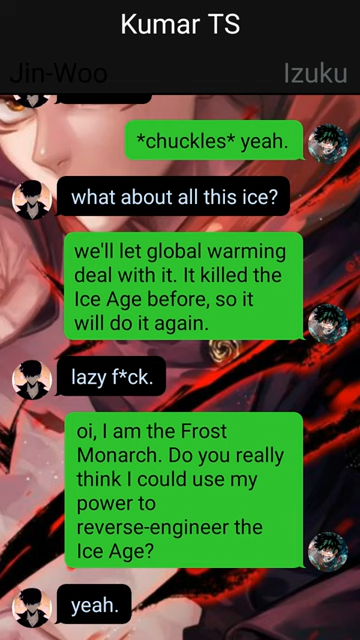 Kumar TS
Jin-Woo
Izuku
*chuckles* yeah.
what about all this ice?
we'll let global warming
deal with it. It killed the
Ice Age before, so it
will do it again.
lazy f*ck.
oi, I am the Frost
Monarch. Do you really
think I could use my
power to
reverse-engineer the
Ice Age?
yeah.